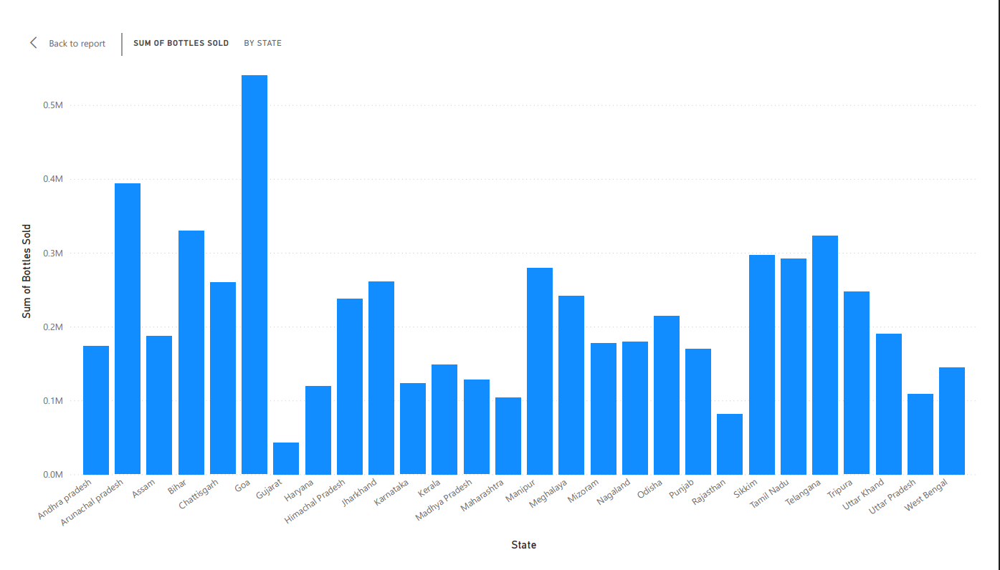 Back to report
SUM OF BOTTLES SOLD BY STATE
Sum of Bottles Sold
0.5M
0.4M
0.3M
0.2M
0.1M
0.0M
Andhra pradesh
Arunachal pradesh
Assam
Bihar
Chattisgarh
Goa
Gujarat
Haryana
Himachal Pradesh
Jharkhand
Karnataka
Kerala
Madhya Pradesh
Maharashtra
Manipur
Meghalaya
Mizoram
Nagaland
Odisha
Punjab
Rajasthan
Sikkim
Tamil Nadu
Telangana
Tripura
Uttar Khand
Uttar Pradesh
West Bengal
State